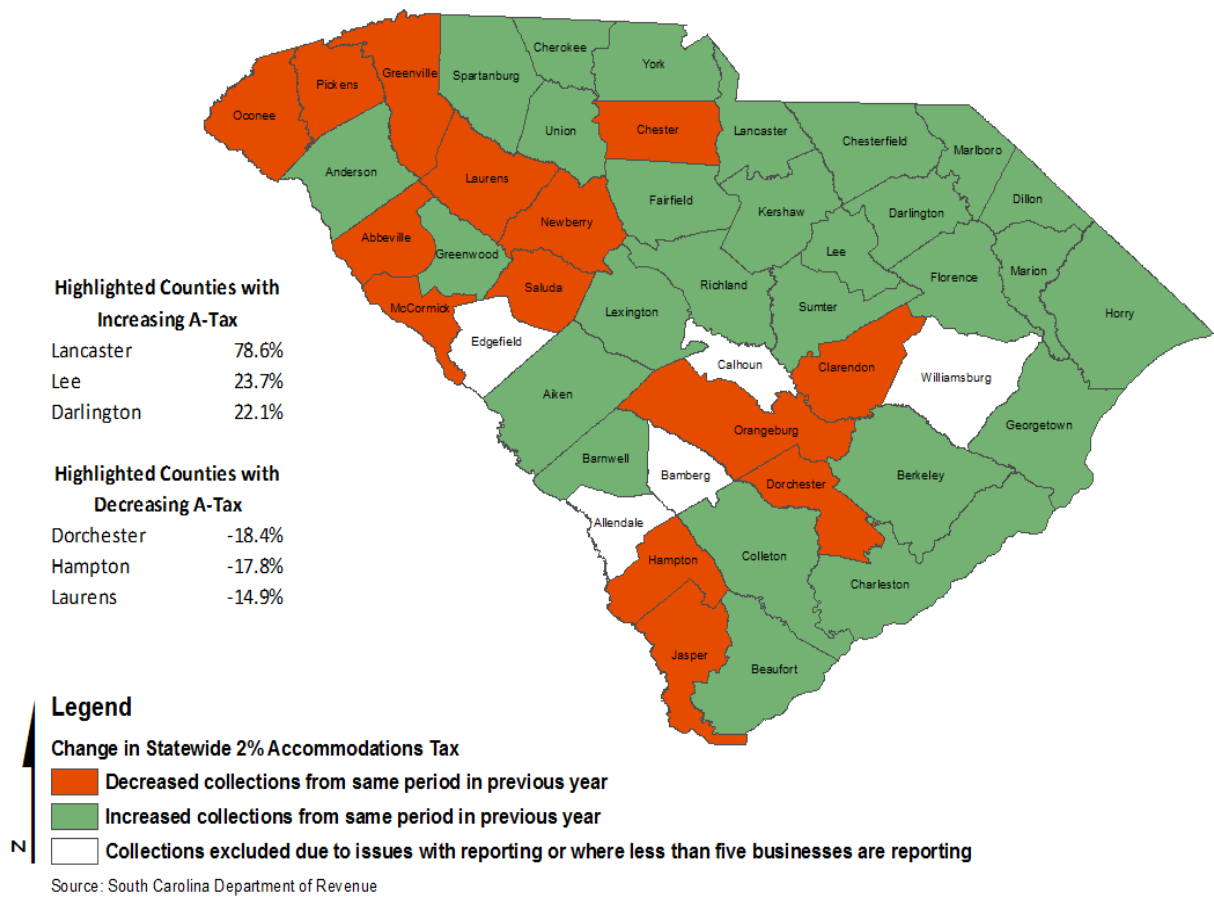 Cherokee
York
Spartanburg
Greenville
Pickens
Oconee
Union
Chester
Lancaster
Chesterfield
Marlboro
Anderson
Laurens
Fairfield
Kershaw
Darlington
Dillon
Newberry
Abbeville
Greenwood
Lee
Florence
Marion
Saluda
Richland
McCormick
Lexington
Sumter
Horry
Edgefield
Calhoun
Clarendon
Williamsburg
Aiken
Orangeburg
Georgetown
Barnwell
Bamberg
Dorchester
Berkeley
Allendale
Hampton
Colleton
Charleston
Jasper
Beaufort
Highlighted Counties with
Increasing A-Tax
Lancaster 78.6%
Lee 23.7%
Darlington 22.1%
Highlighted Counties with
Decreasing A-Tax
Dorchester -18.4%
Hampton -17.8%
Laurens -14.9%
Legend
Change in Statewide 2% Accommodations Tax
Decreased collections from same period in previous year
Increased collections from same period in previous year
Collections excluded due to issues with reporting or where less than five businesses are reporting
N
Source: South Carolina Department of Revenue